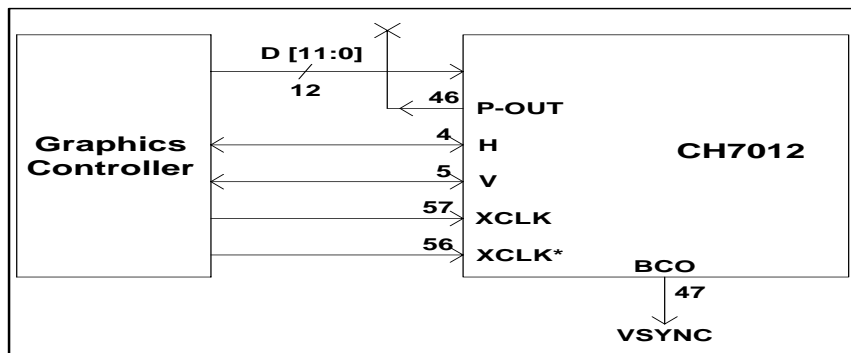 D [11:0]
12
46
P-OUT
Graphics
Controller
4
H
CH7012
5
V
57
XCLK
56
XCLK*
BCO
47
VSYNC